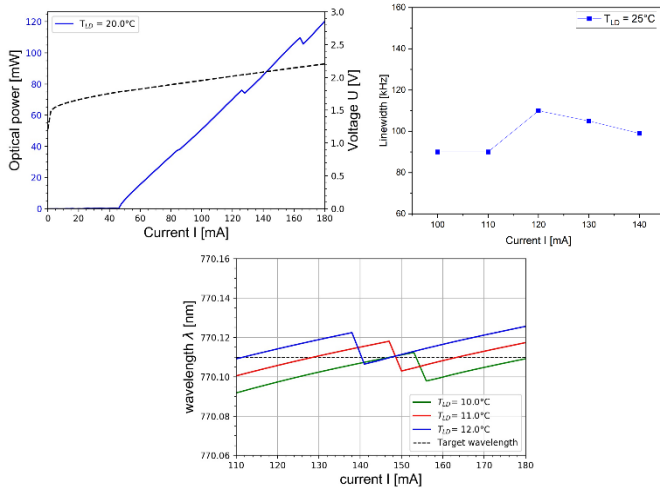 T_LD = 20.0°C
120
100
80
60
40
20
0
Optical power [mW]
3.0
2.5
2.0
1.5
1.0
0.5
0.0
Voltage U [V]
0 20 40 60 80 100 120 140 160 180
Current I [mA]
T_LD = 25°C
160
140
120
100
80
60
Linewidth [kHz]
100 110 120 130 140
Current I [mA]
770.16
770.14
770.12
770.10
770.08
770.06
wavelength λ [nm]
T_LD = 10.0°C
T_LD = 11.0°C
T_LD = 12.0°C
Target wavelength
110 120 130 140 150 160 170 180
current I [mA]